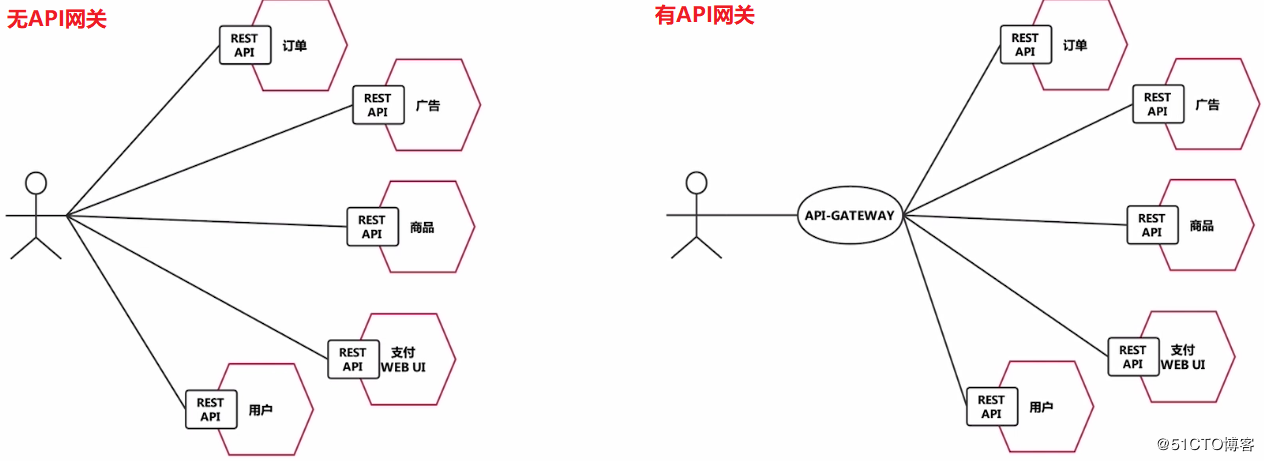 无API网关
REST
API
订单
REST
API
广告
REST
API
商品
REST
API
支付
WEB UI
REST
API
用户
有API网关
API-GATEWAY
REST
API
订单
REST
API
广告
REST
API
商品
REST
API
支付
WEB UI
REST
API
用户
@51CTO博客